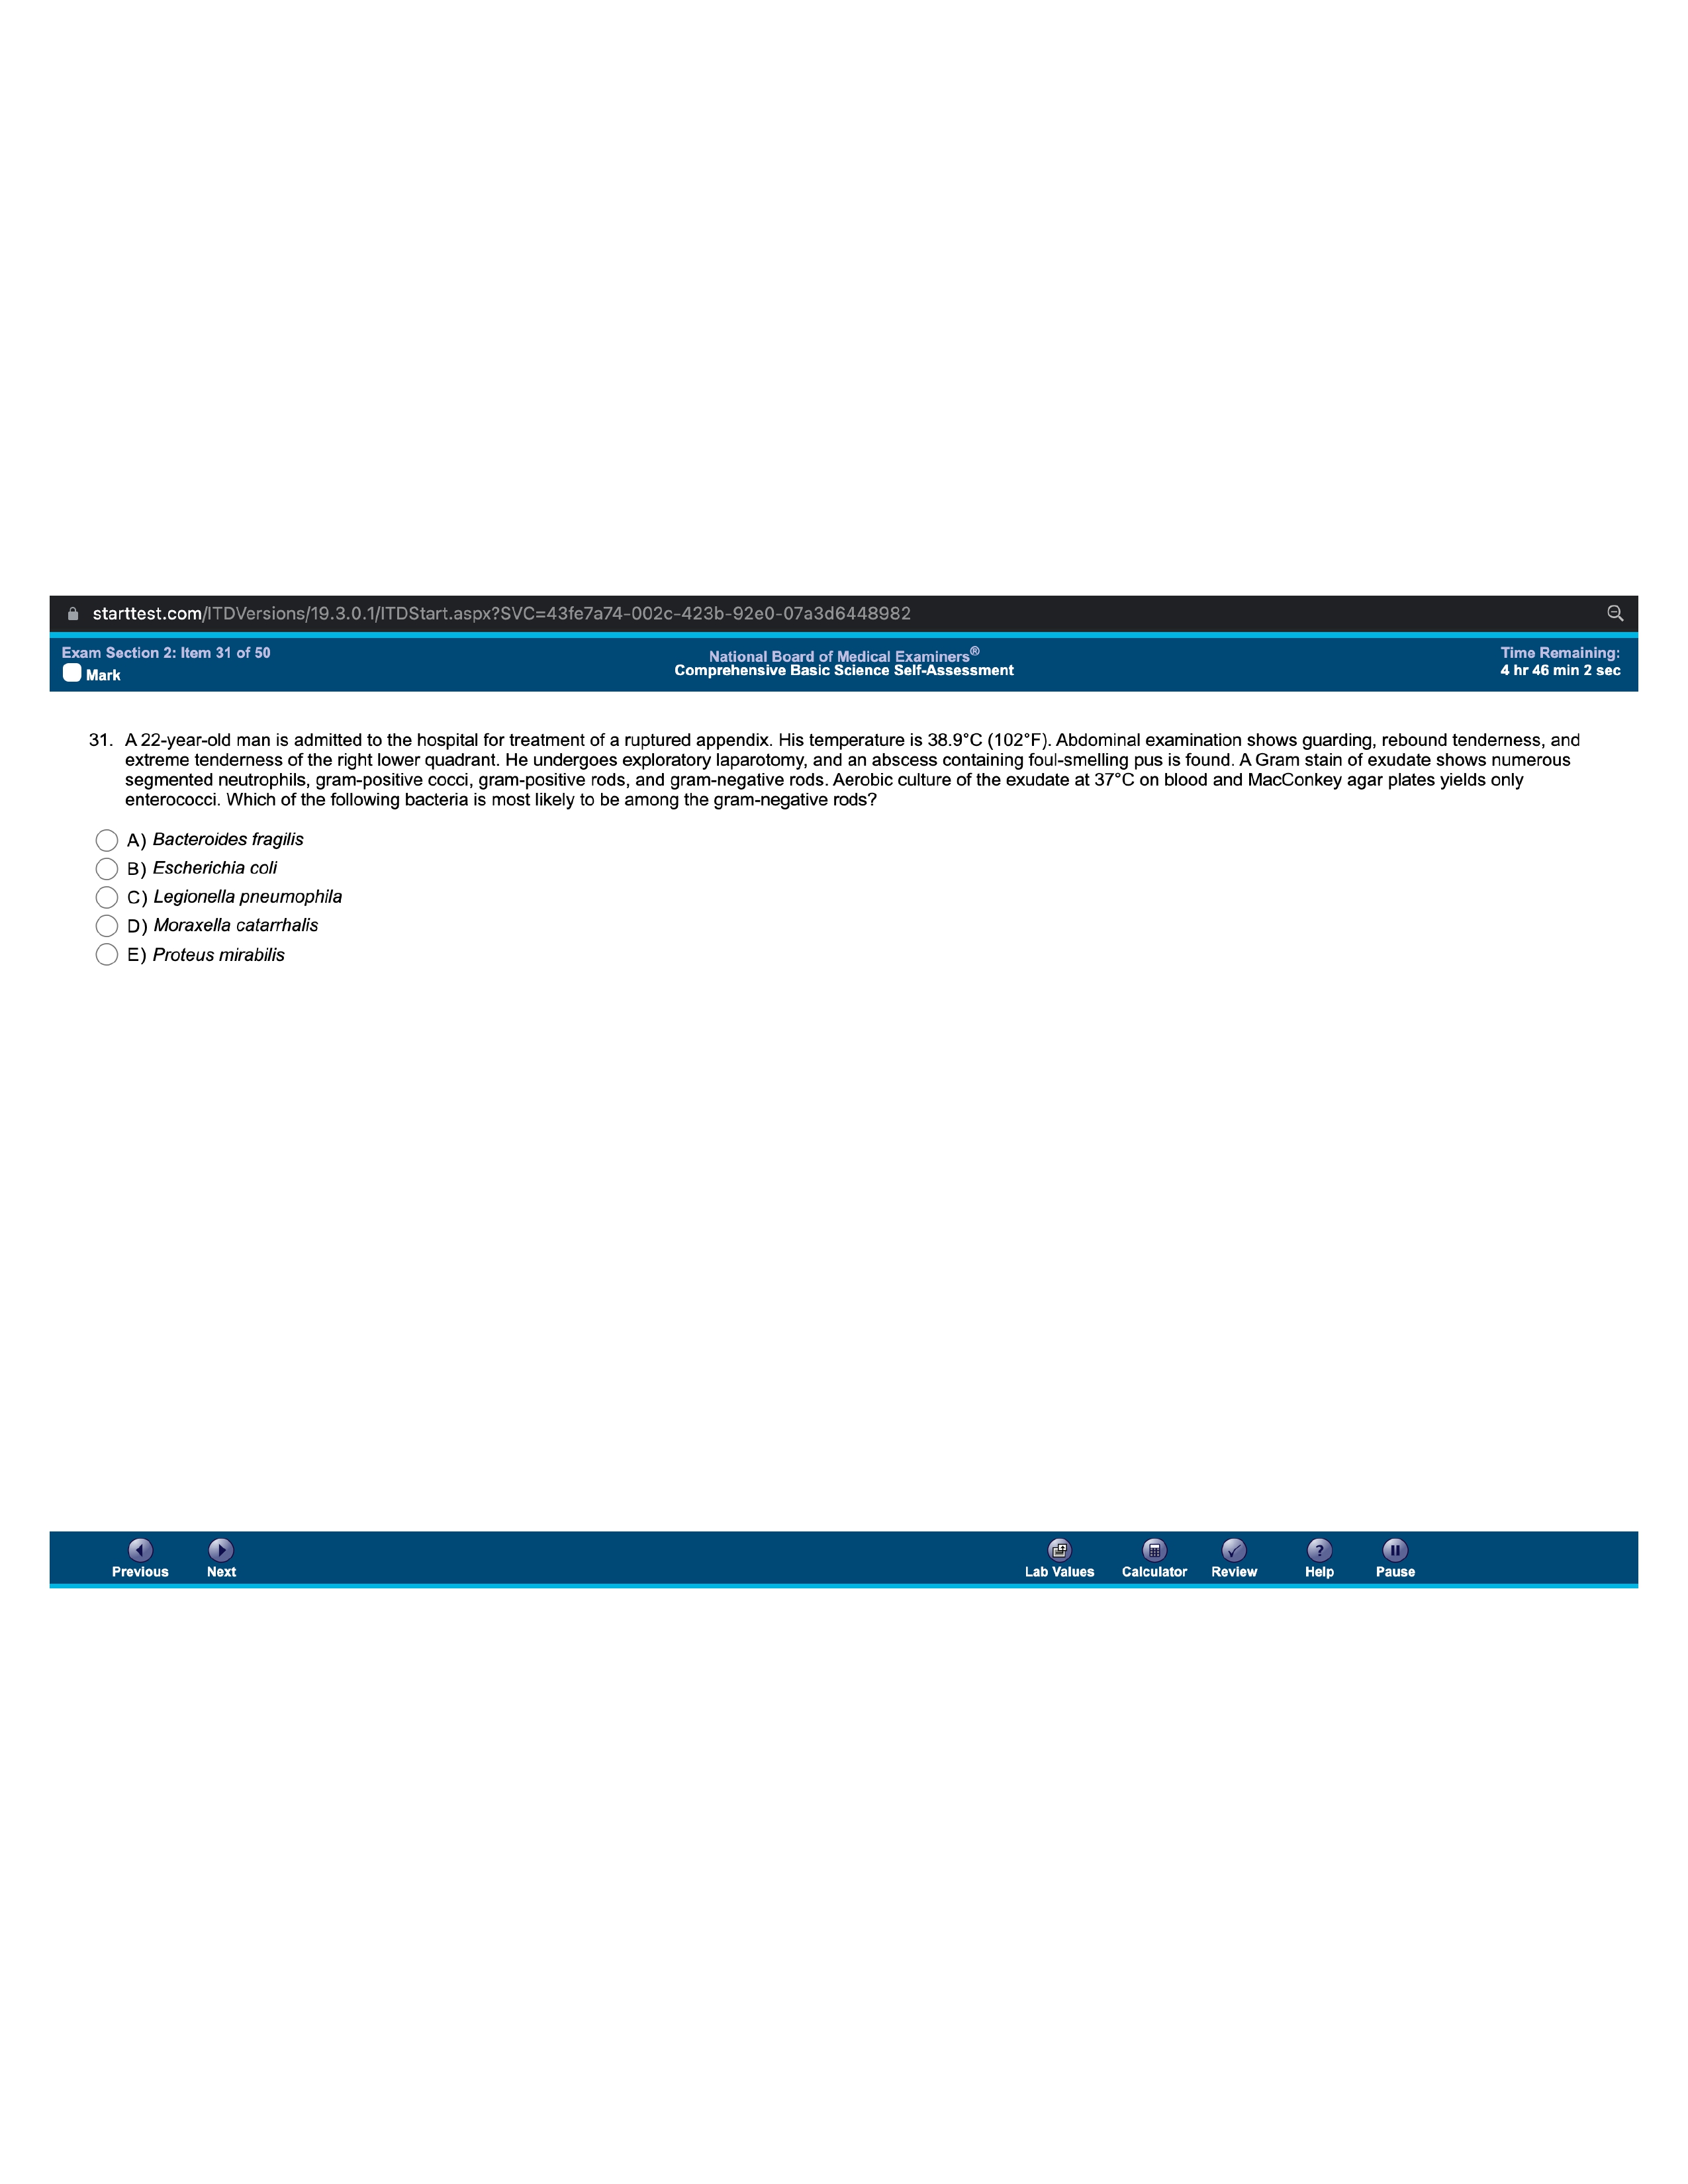 starttest.com/ITDVersions/19.3.0.1/ITDStart.aspx?SVC=43fe7a74-002c-423b-92e0-07a3d6448982
Exam Section 2: Item 31 of 50
Mark
National Board of Medical Examiners®
Comprehensive Basic Science Self-Assessment
Time Remaining:
4 hr 46 min 2 sec
31. A 22-year-old man is admitted to the hospital for treatment of a ruptured appendix. His temperature is 38.9°C (102°F). Abdominal examination shows guarding, rebound tenderness, and
extreme tenderness of the right lower quadrant. He undergoes exploratory laparotomy, and an abscess containing foul-smelling pus is found. A Gram stain of exudate shows numerous
segmented neutrophils, gram-positive cocci, gram-positive rods, and gram-negative rods. Aerobic culture of the exudate at 37°C on blood and MacConkey agar plates yields only
enterococci. Which of the following bacteria is most likely to be among the gram-negative rods?
A) Bacteroides fragilis
B) Escherichia coli
C) Legionella pneumophila
D) Moraxella catarrhalis
E) Proteus mirabilis
Previous
Next
Lab Values
Calculator
Review
Help
Pause